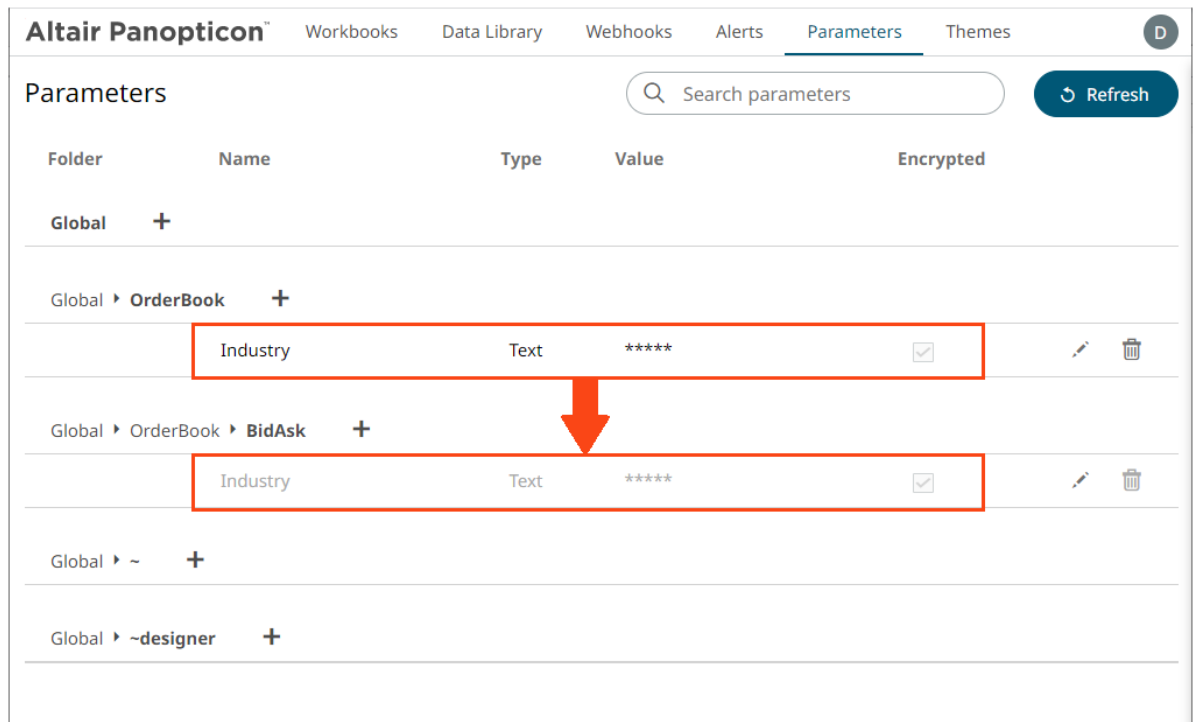 Altair Panopticon™ Workbooks Data Library Webhooks Alerts Parameters Themes D
Parameters Search parameters Refresh
Folder Name Type Value Encrypted
Global +
Global OrderBook +
Industry Text *****
Global OrderBook BidAsk +
Industry Text *****
Global ~ +
Global ~designer +